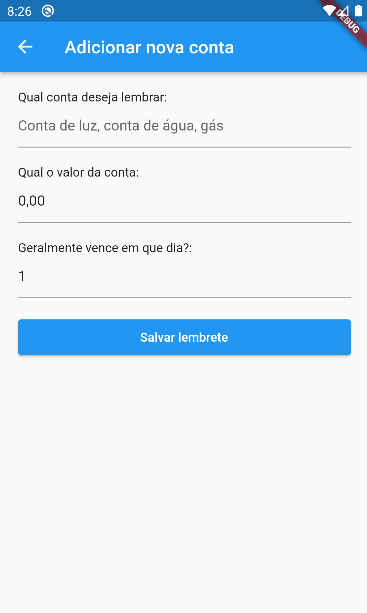 8:26
DEBUG
Adicionar nova conta
Qual conta deseja lembrar:
Conta de luz, conta de água, gás
Qual o valor da conta:
0,00
Geralmente vence em que dia?:
1
Salvar lembrete